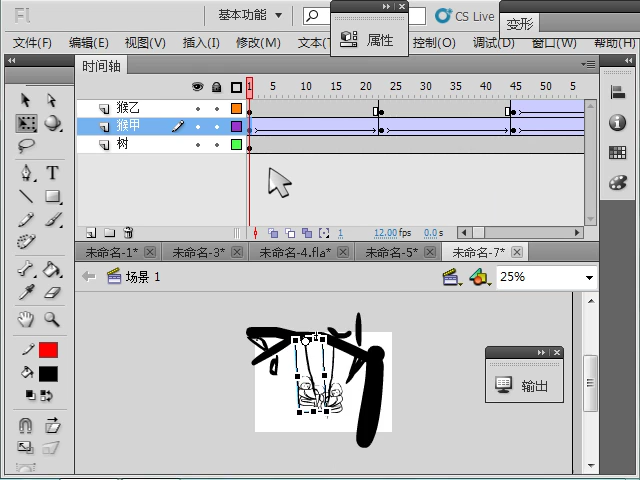 Fl
基本功能
CS Live
变形
属性
文件(F) 编辑(E) 视图(V) 插入(I) 修改(M) 文本(T 控制(O) 调试(D) 窗口(W) 帮助(H)
时间轴
1 5 10 15 20 25 30 35 40 45 50 55
猴乙
猴甲
树
1 12.00 fps 0.0 s
未命名-1* 未命名-3* 未命名-4.fla* 未命名-5* 未命名-7*
场景 1
25%
输出